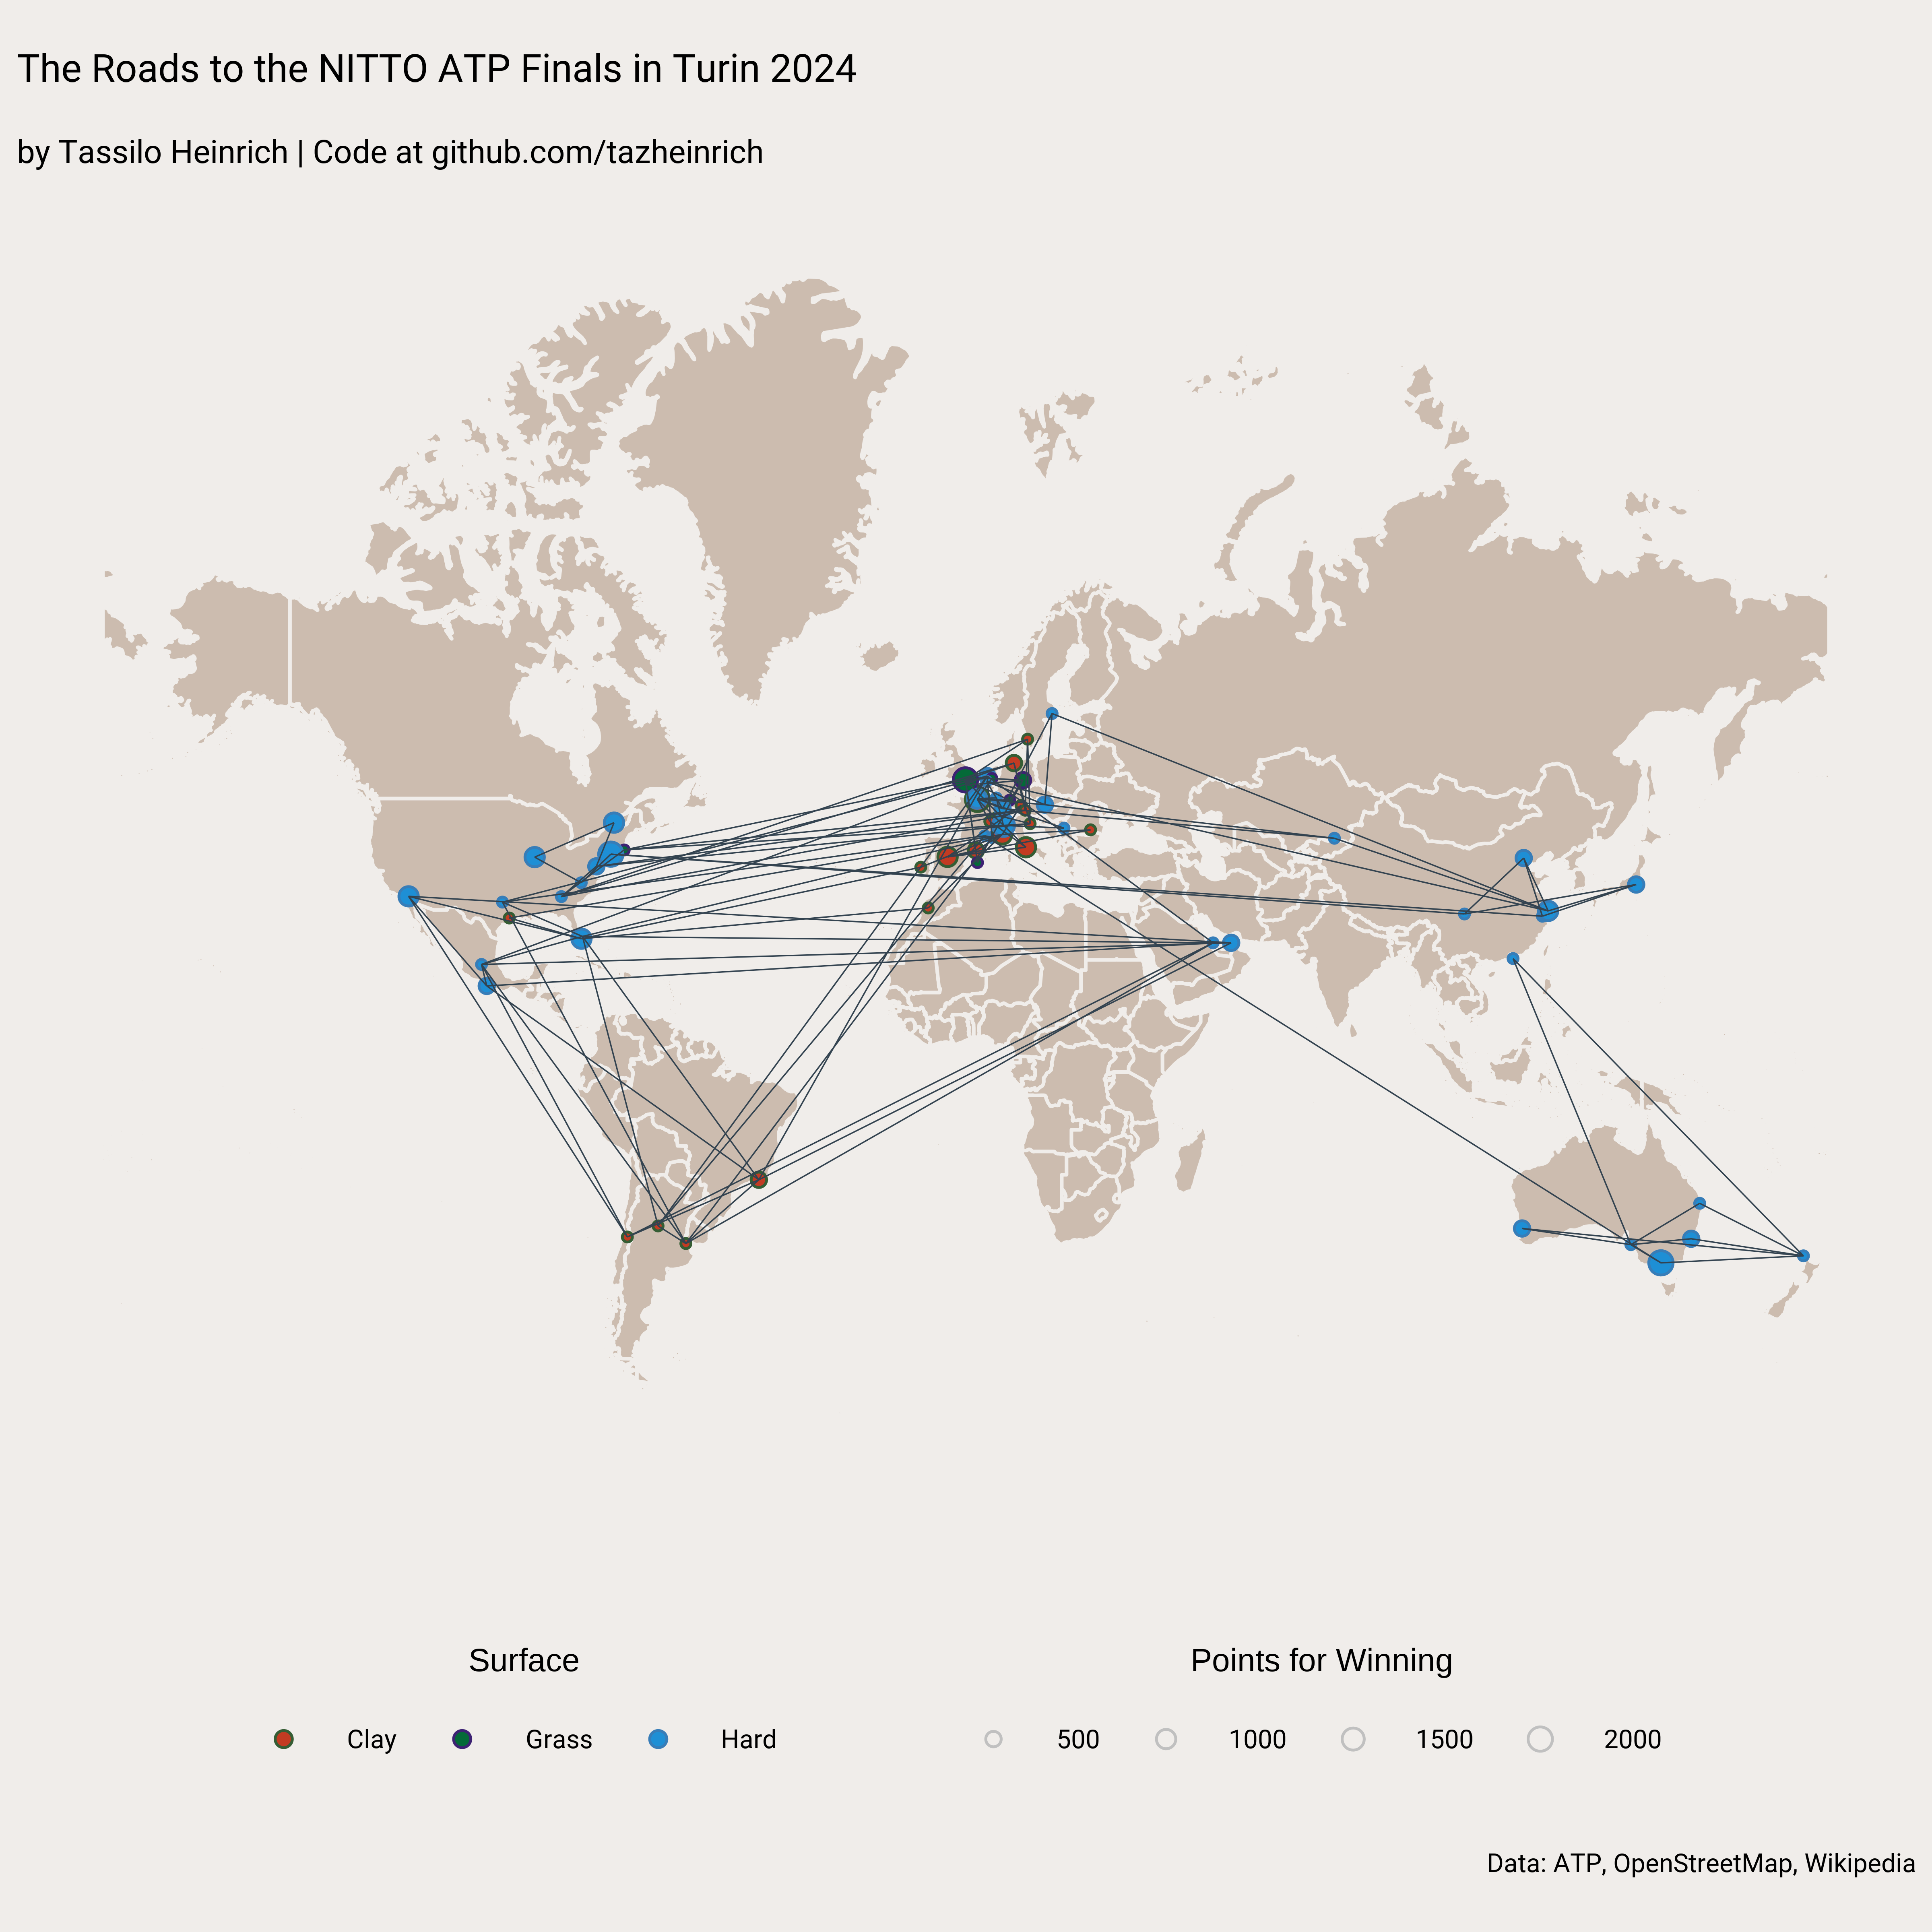 The Roads to the NITTO ATP Finals in Turin 2024
by Tassilo Heinrich | Code at github.com/tazheinrich
Surface
Points for Winning
Clay Grass Hard
500 1000 1500 2000
Data: ATP, OpenStreetMap, Wikipedia